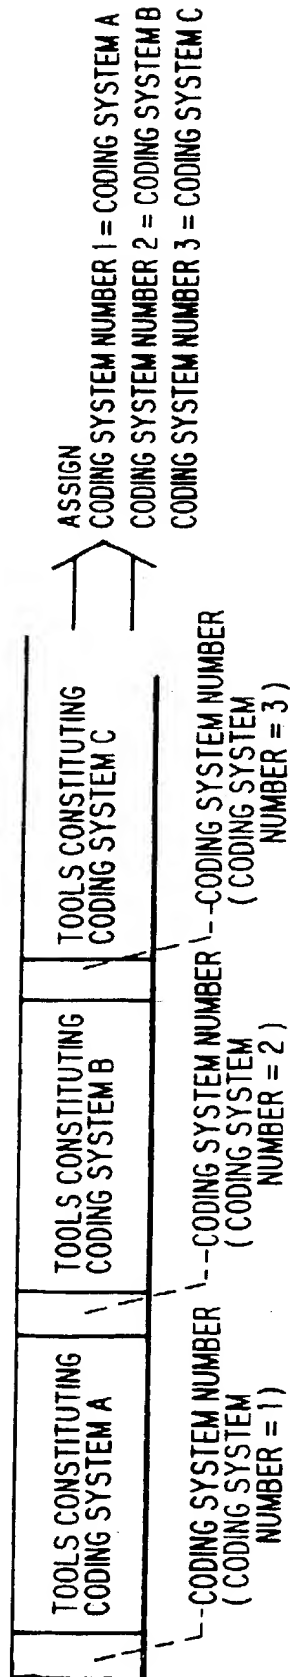 TOOLS CONSTITUTING
CODING SYSTEM A
TOOLS CONSTITUTING
CODING SYSTEM B
TOOLS CONSTITUTING
CODING SYSTEM C
CODING SYSTEM NUMBER
( CODING SYSTEM
NUMBER = 1)
CODING SYSTEM NUMBER
( CODING SYSTEM
NUMBER = 2 )
CODING SYSTEM NUMBER
( CODING SYSTEM
NUMBER = 3 )
ASSIGN
CODING SYSTEM NUMBER 1 = CODING SYSTEM A
CODING SYSTEM NUMBER 2 = CODING SYSTEM B
CODING SYSTEM NUMBER 3 = CODING SYSTEM C